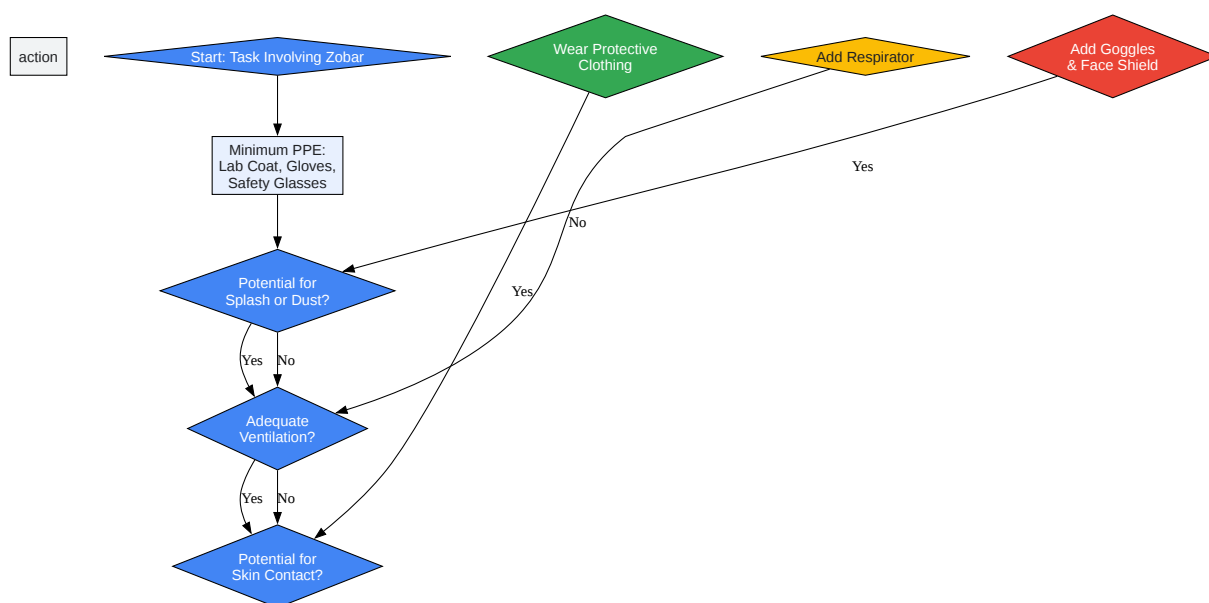 action
Start: Task Involving Zobar
Wear Protective
Clothing
Add Respirator
Add Goggles
& Face Shield
Minimum PPE:
Lab Coat, Gloves,
Safety Glasses
Yes
No
Potential for
Splash or Dust?
Yes
Yes
No
Adequate
Ventilation?
Yes
No
Potential for
Skin Contact?